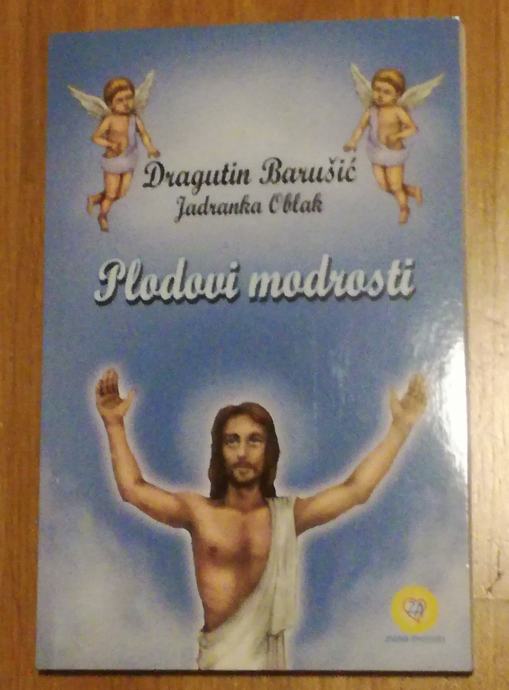 Dragutin Barušić
Jadranka Oblak
Plodovi modrosti